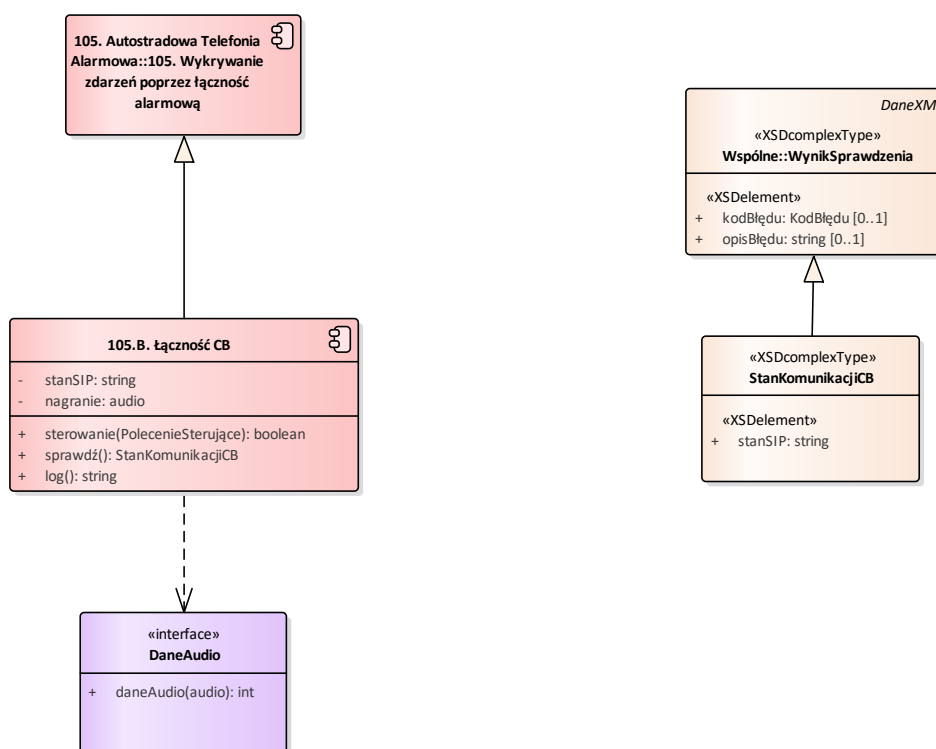 105. Autostradowa Telefonia
Alarmowa::105. Wykrywanie
zdarzeń poprzez łączność
alarmową
105.B. Łączność CB
- stanSIP: string
- nagranie: audio
+ sterowanie(PolecenieSterujące): boolean
+ sprawdź(): StanKomunikacjiCB
+ log(): string
«interface»
DaneAudio
+ daneAudio(audio): int
DaneXM
«XSDcomplexType»
Wspólne::WynikSprawdzenia
«XSDelement»
+ kodBłędu: KodBłędu [0..1]
+ opisBłędu: string [0..1]
«XSDcomplexType»
StanKomunikacjiCB
«XSDelement»
+ stanSIP: string